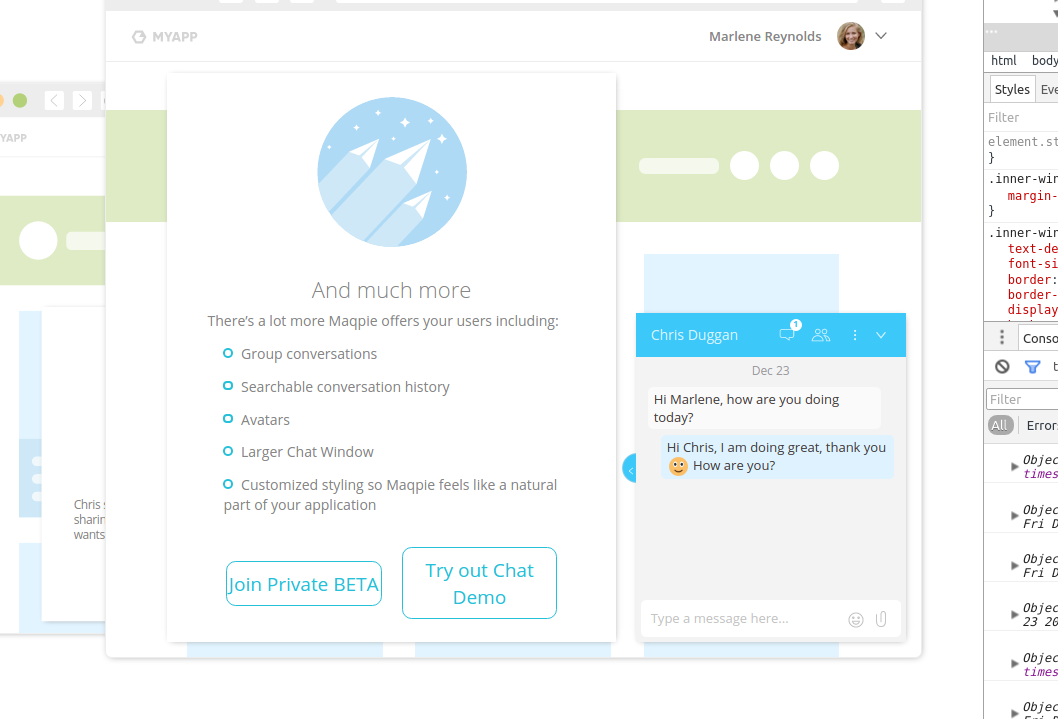 MYAPP
Marlene Reynolds
YAPP
And much more
There's a lot more Maqpie offers your users including:
Group conversations
Searchable conversation history
Avatars
Larger Chat Window
Customized styling so Maqpie feels like a natural
part of your application
Join Private BETA
Try out Chat
Demo
Chris s
sharin
wants
Chris Duggan
1
Dec 23
Hi Marlene, how are you doing
today?
Hi Chris, I am doing great, thank you
How are you?
Type a message here...
html body
Styles Eve
Filter
element.st
}
.inner-win
margin-
}
.inner-win
text-de
font-si
border:
border-
display
Conso
t
Filter
All Error
Objec
times
Objec
Fri D
Objec
Fri D
Objec
23 20
Objec
times
Objec